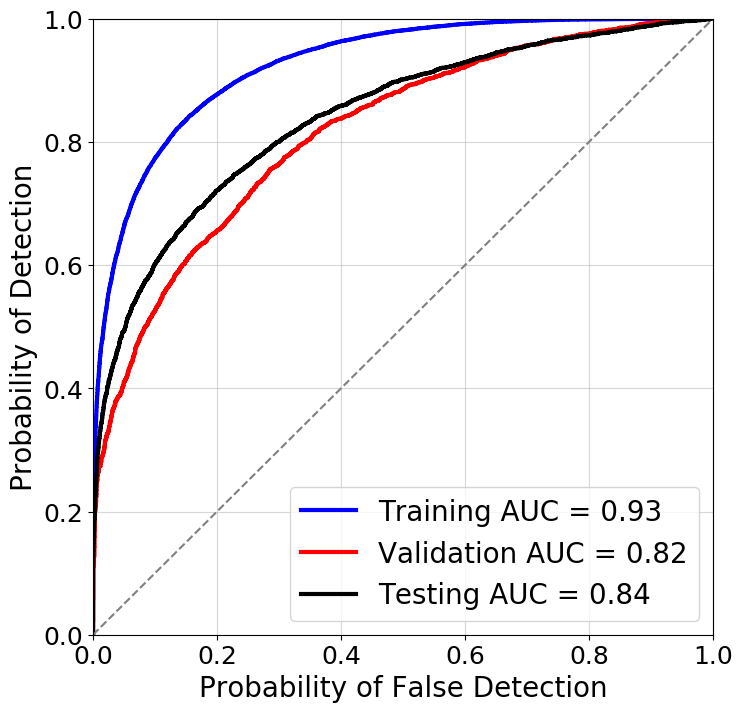 1.0
0.8
0.6
0.4
0.2
0.0
Probability of Detection
Training AUC = 0.93
Validation AUC = 0.82
Testing AUC = 0.84
0.0 0.2 0.4 0.6 0.8 1.0
Probability of False Detection